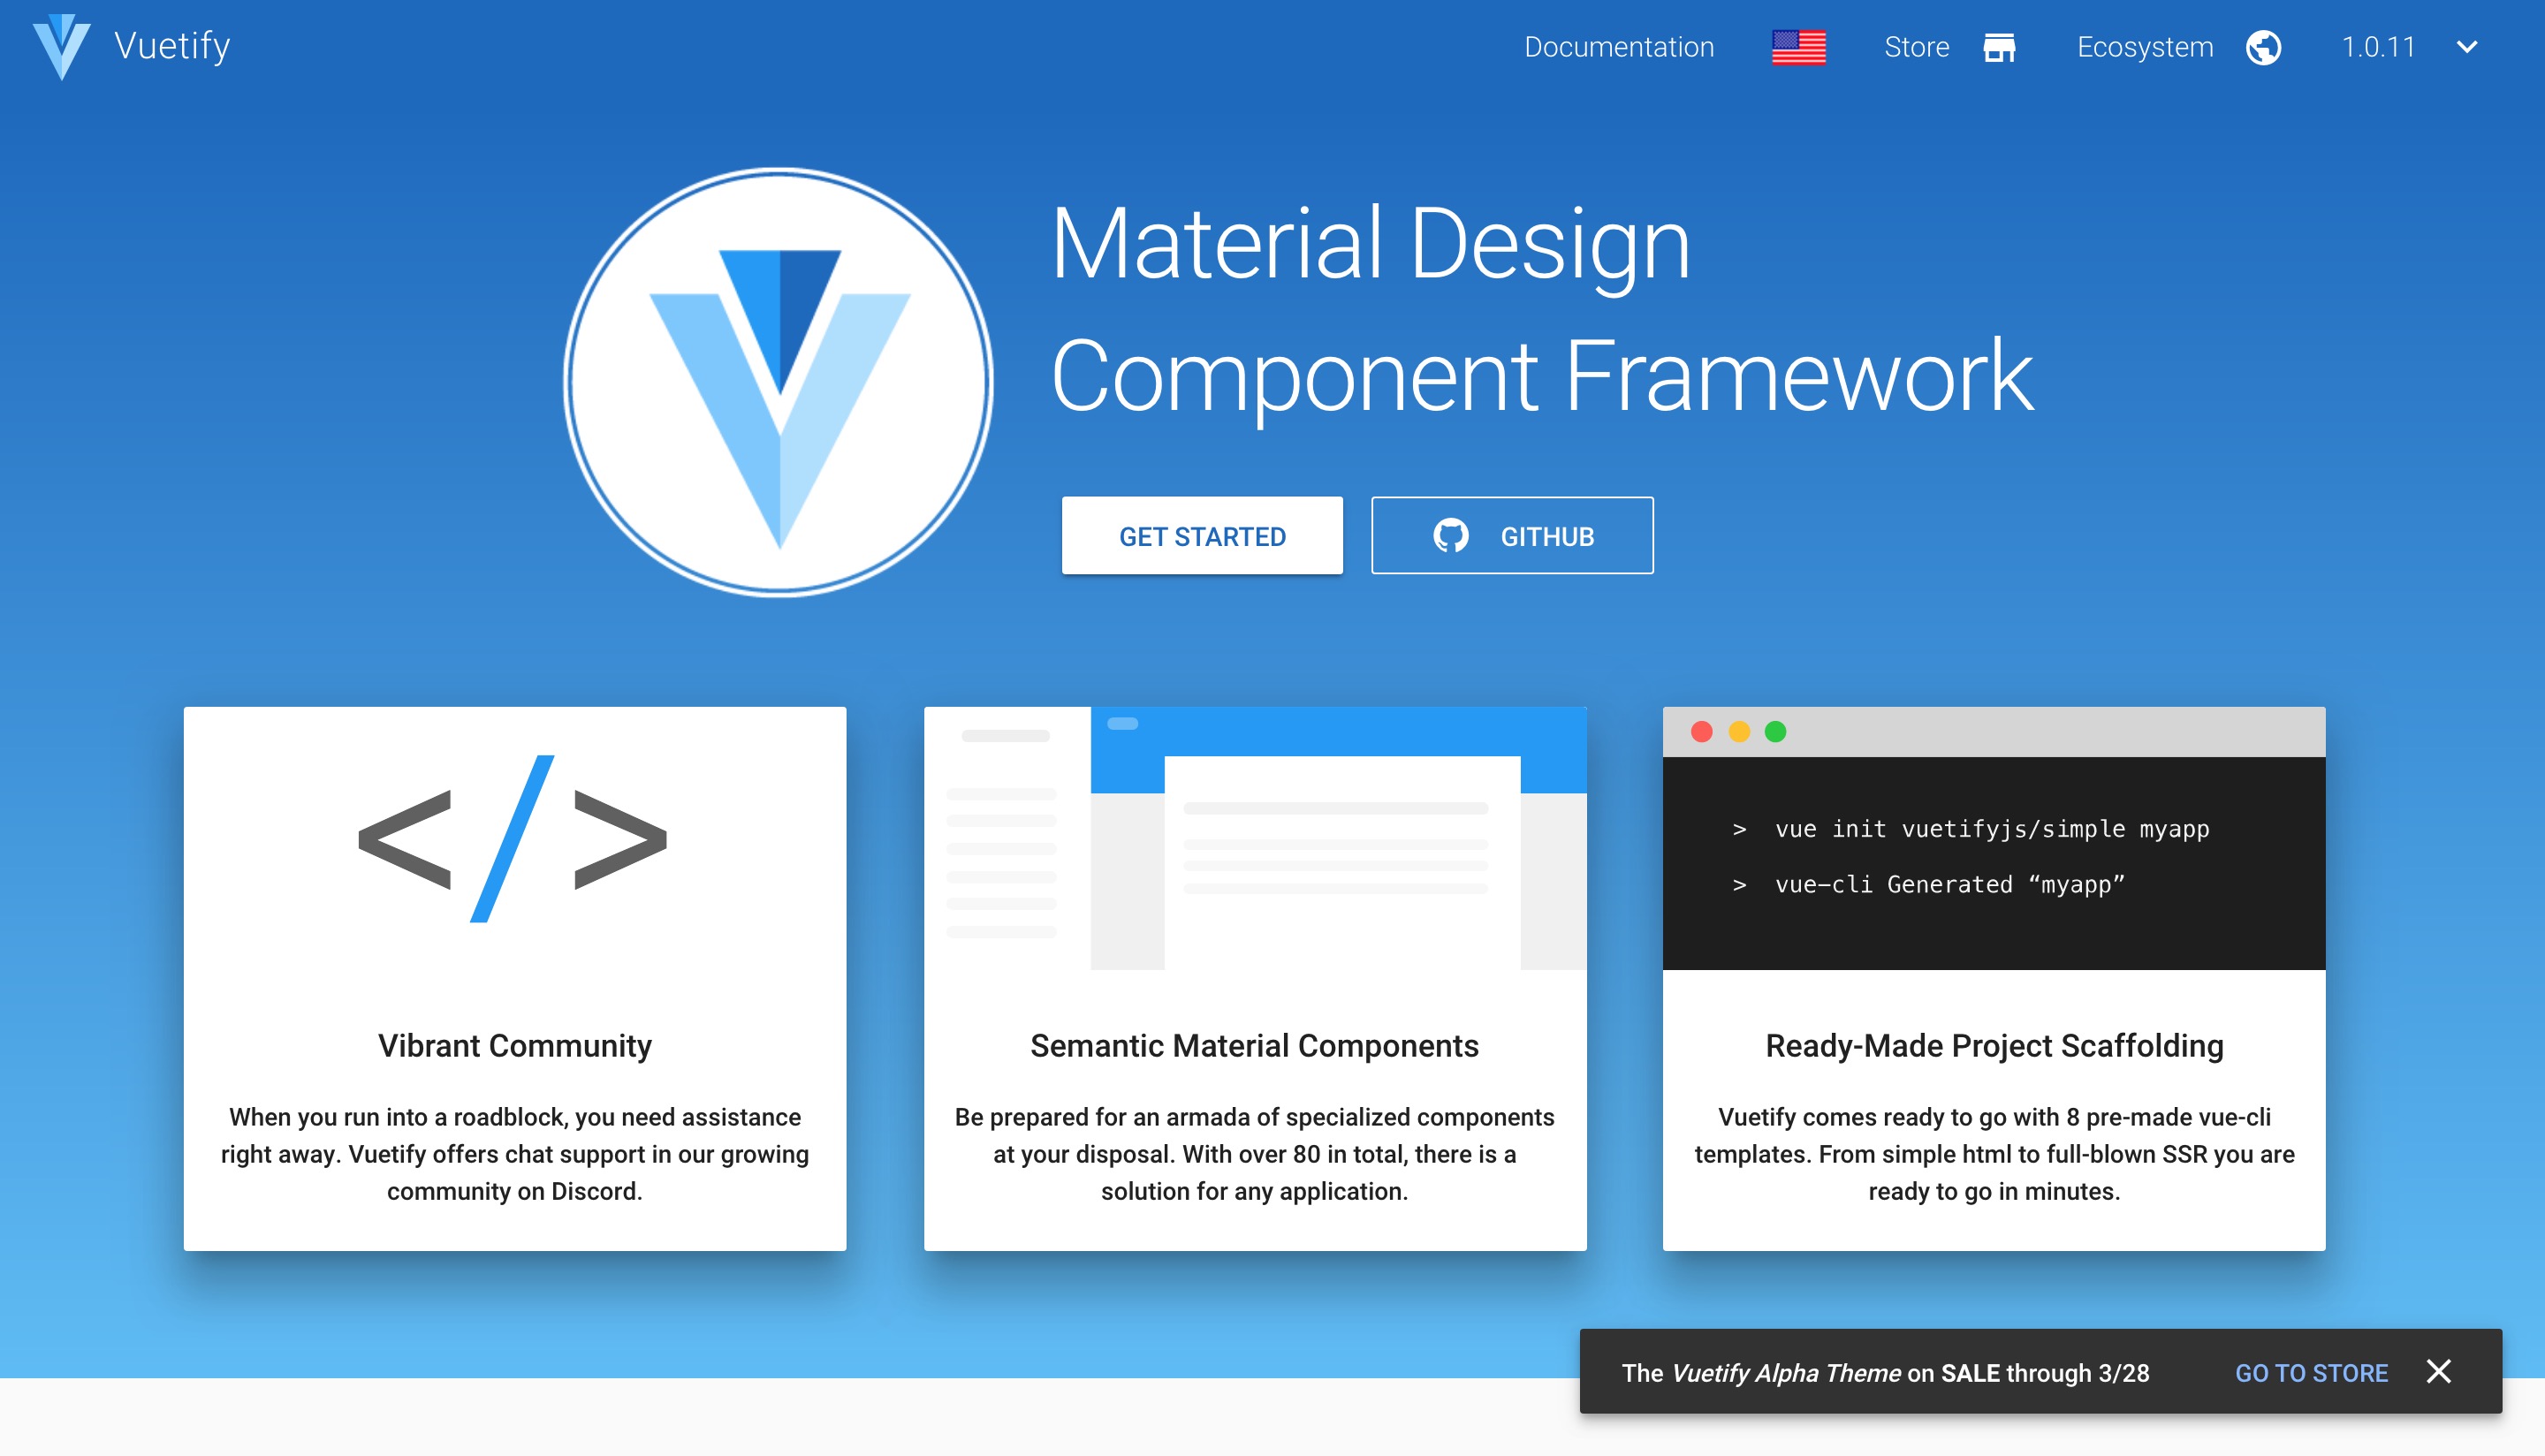 Vuetify
Documentation
Store
Ecosystem
1.0.11
Material Design
Component Framework
GET STARTED
GITHUB
</>
> vue init vuetifyjs/simple myapp
> vue-cli Generated “myapp”
Vibrant Community
When you run into a roadblock, you need assistance
right away. Vuetify offers chat support in our growing
community on Discord.
Semantic Material Components
Be prepared for an armada of specialized components
at your disposal. With over 80 in total, there is a
solution for any application.
Ready-Made Project Scaffolding
Vuetify comes ready to go with 8 pre-made vue-cli
templates. From simple html to full-blown SSR you are
ready to go in minutes.
The Vuetify Alpha Theme on SALE through 3/28
GO TO STORE